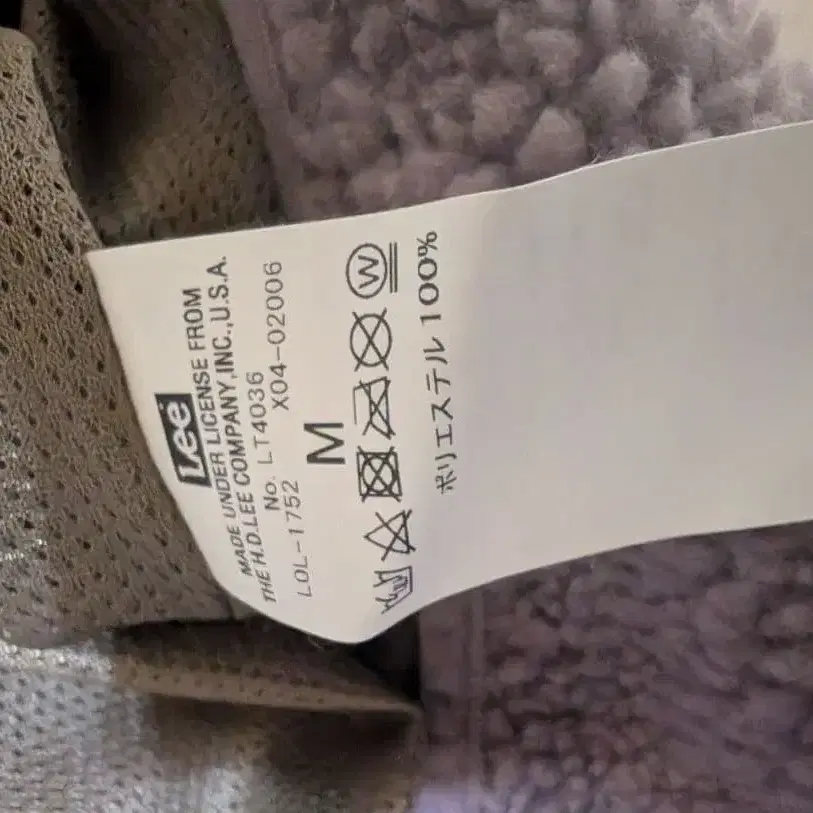 Lee
MADE UNDER LICENSE FROM
THE H.D.LEE COMPANY,INC.,U.S.A.
No. LT4036
LOL-1752 X04-02006
M
W
ポリエステル 100%